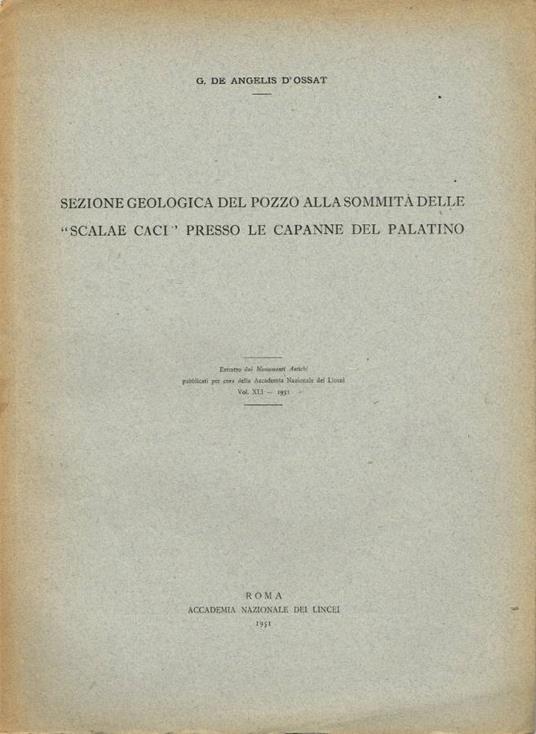 G. DE ANGELIS D'OSSAT
SEZIONE GEOLOGICA DEL POZZO ALLA SOMMITÀ DELLE
"SCALAE CACI" PRESSO LE CAPANNE DEL PALATINO
Estratto dai Monumenti Antichi
pubblicati per cura della Accademia Nazionale dei Lincei
Vol. XLI — 1951
ROMA
ACCADEMIA NAZIONALE DEI LINCEI
1951